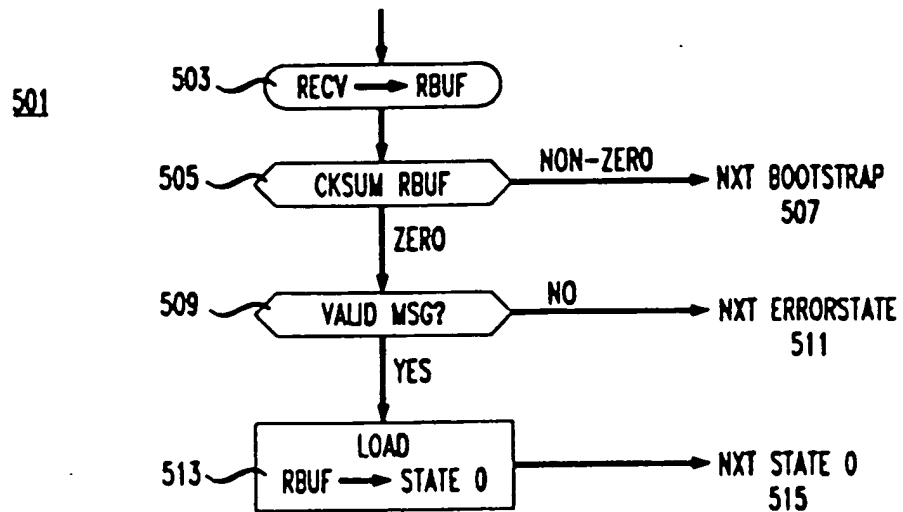 501
503
RECV → RBUF
505
CKSUM RBUF
NON-ZERO
NXT BOOTSTRAP
507
ZERO
509
VALID MSG?
NO
NXT ERRORSTATE
511
YES
513
LOAD
RBUF → STATE 0
NXT STATE 0
515